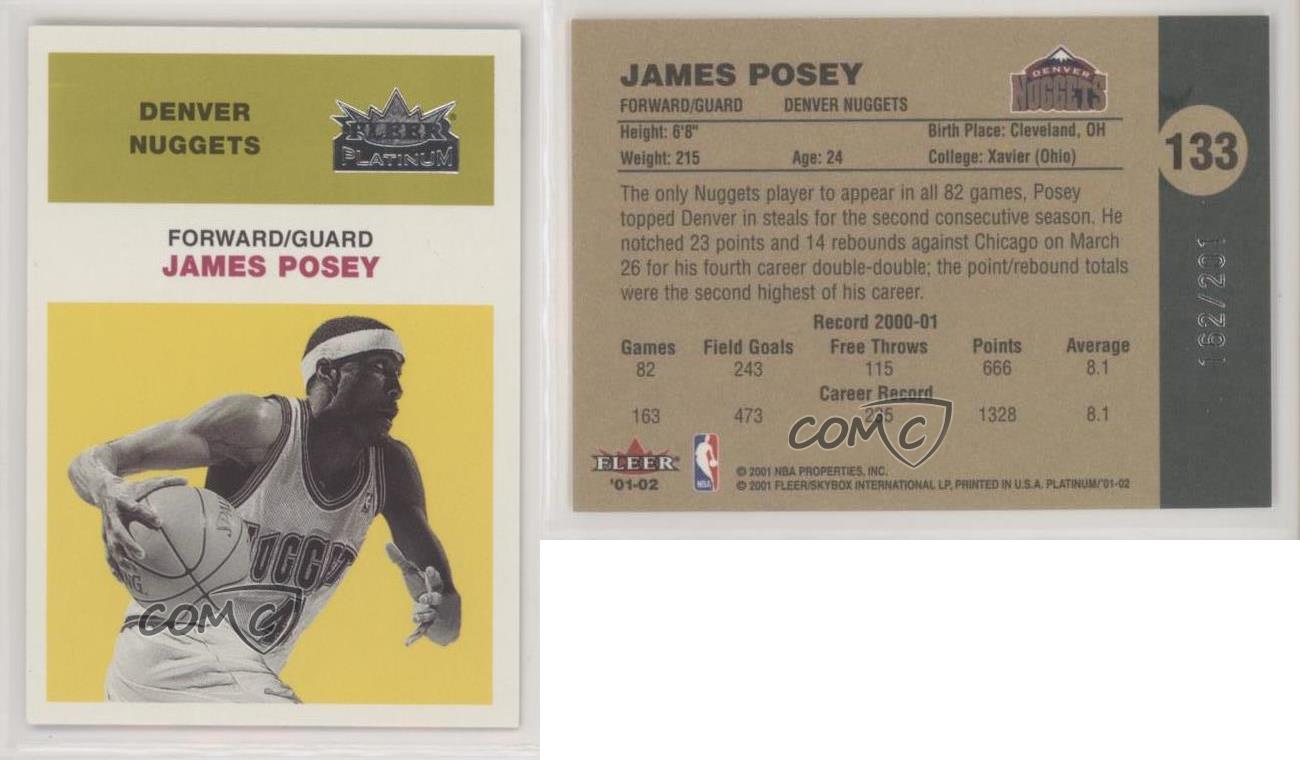 DENVER
NUGGETS
FLEER
PLATINUM
FORWARD/GUARD
JAMES POSEY
NUGGETS
COMC
JAMES POSEY
FORWARD/GUARD DENVER NUGGETS
DENVER
NUGGETS
Height: 6'8" Birth Place: Cleveland, OH
Weight: 215 Age: 24 College: Xavier (Ohio)
133
The only Nuggets player to appear in all 82 games, Posey
topped Denver in steals for the second consecutive season. He
notched 23 points and 14 rebounds against Chicago on March
26 for his fourth career double-double; the point/rebound totals
were the second highest of his career.
162/201
Record 2000-01
Games Field Goals Free Throws Points Average
82 243 115 666 8.1
Career Record
163 473 235 1328 8.1
COMC
FLEER
'01-02
NBA
© 2001 NBA PROPERTIES, INC.
© 2001 FLEER/SKYBOX INTERNATIONAL LP, PRINTED IN U.S.A. PLATINUM/'01-02